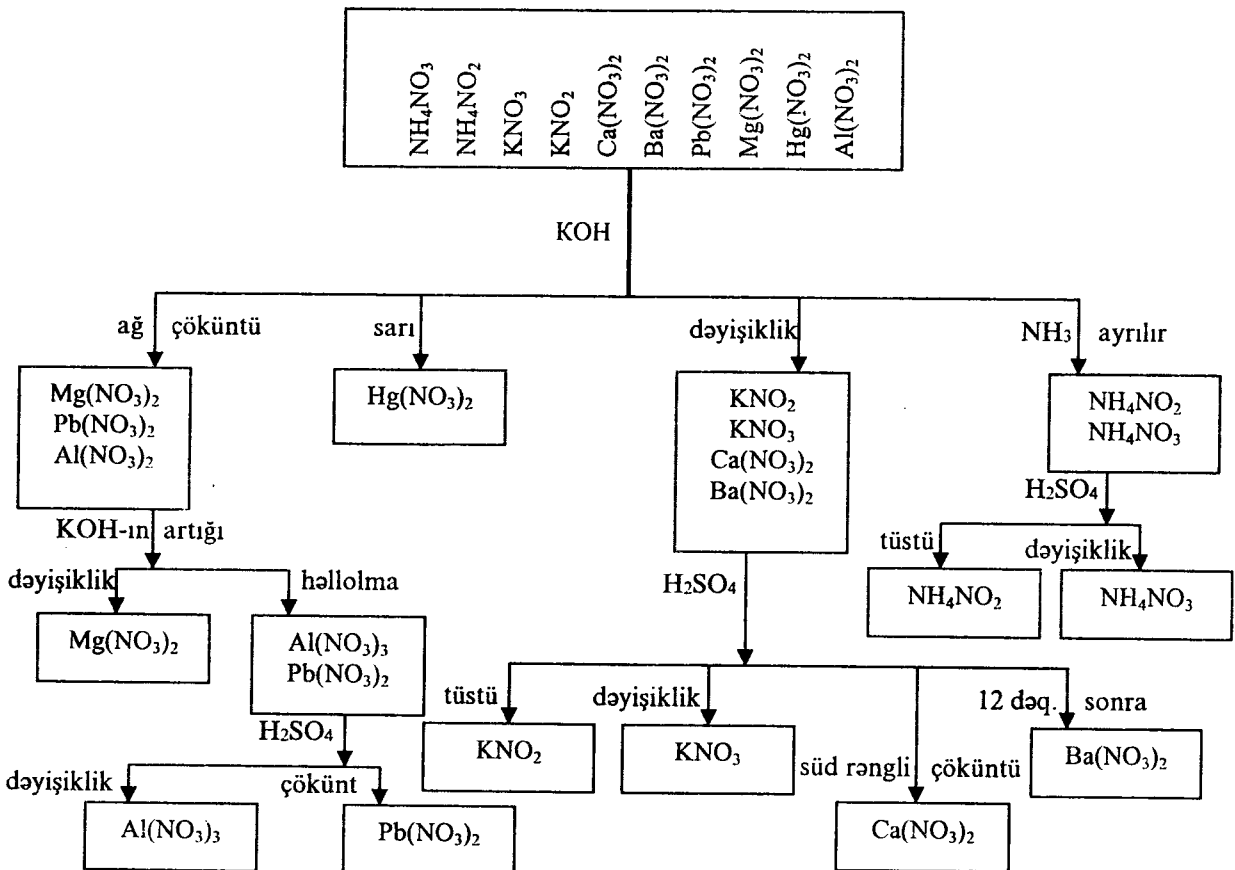 NH₄NO₃
NH₄NO₂
KNO₃
KNO₂
Ca(NO₃)₂
Ba(NO₃)₂
Pb(NO₃)₂
Mg(NO₃)₂
Hg(NO₃)₂
Al(NO₃)₂
KOH
ağ çöküntü
sarı
dəyişiklik
NH₃ ayrılır
Mg(NO₃)₂
Pb(NO₃)₂
Al(NO₃)₂
Hg(NO₃)₂
KNO₂
KNO₃
Ca(NO₃)₂
Ba(NO₃)₂
NH₄NO₂
NH₄NO₃
KOH-ın artığı
H₂SO₄
H₂SO₄
dəyişiklik
həllolma
tüstü
dəyişiklik
Mg(NO₃)₂
Al(NO₃)₃
Pb(NO₃)₂
NH₄NO₂
NH₄NO₃
H₂SO₄
tüstü
dəyişiklik
süd rəngli çöküntü
12 dəq. sonra
KNO₂
KNO₃
Ba(NO₃)₂
dəyişiklik
çökünt
Al(NO₃)₃
Pb(NO₃)₂
Ca(NO₃)₂